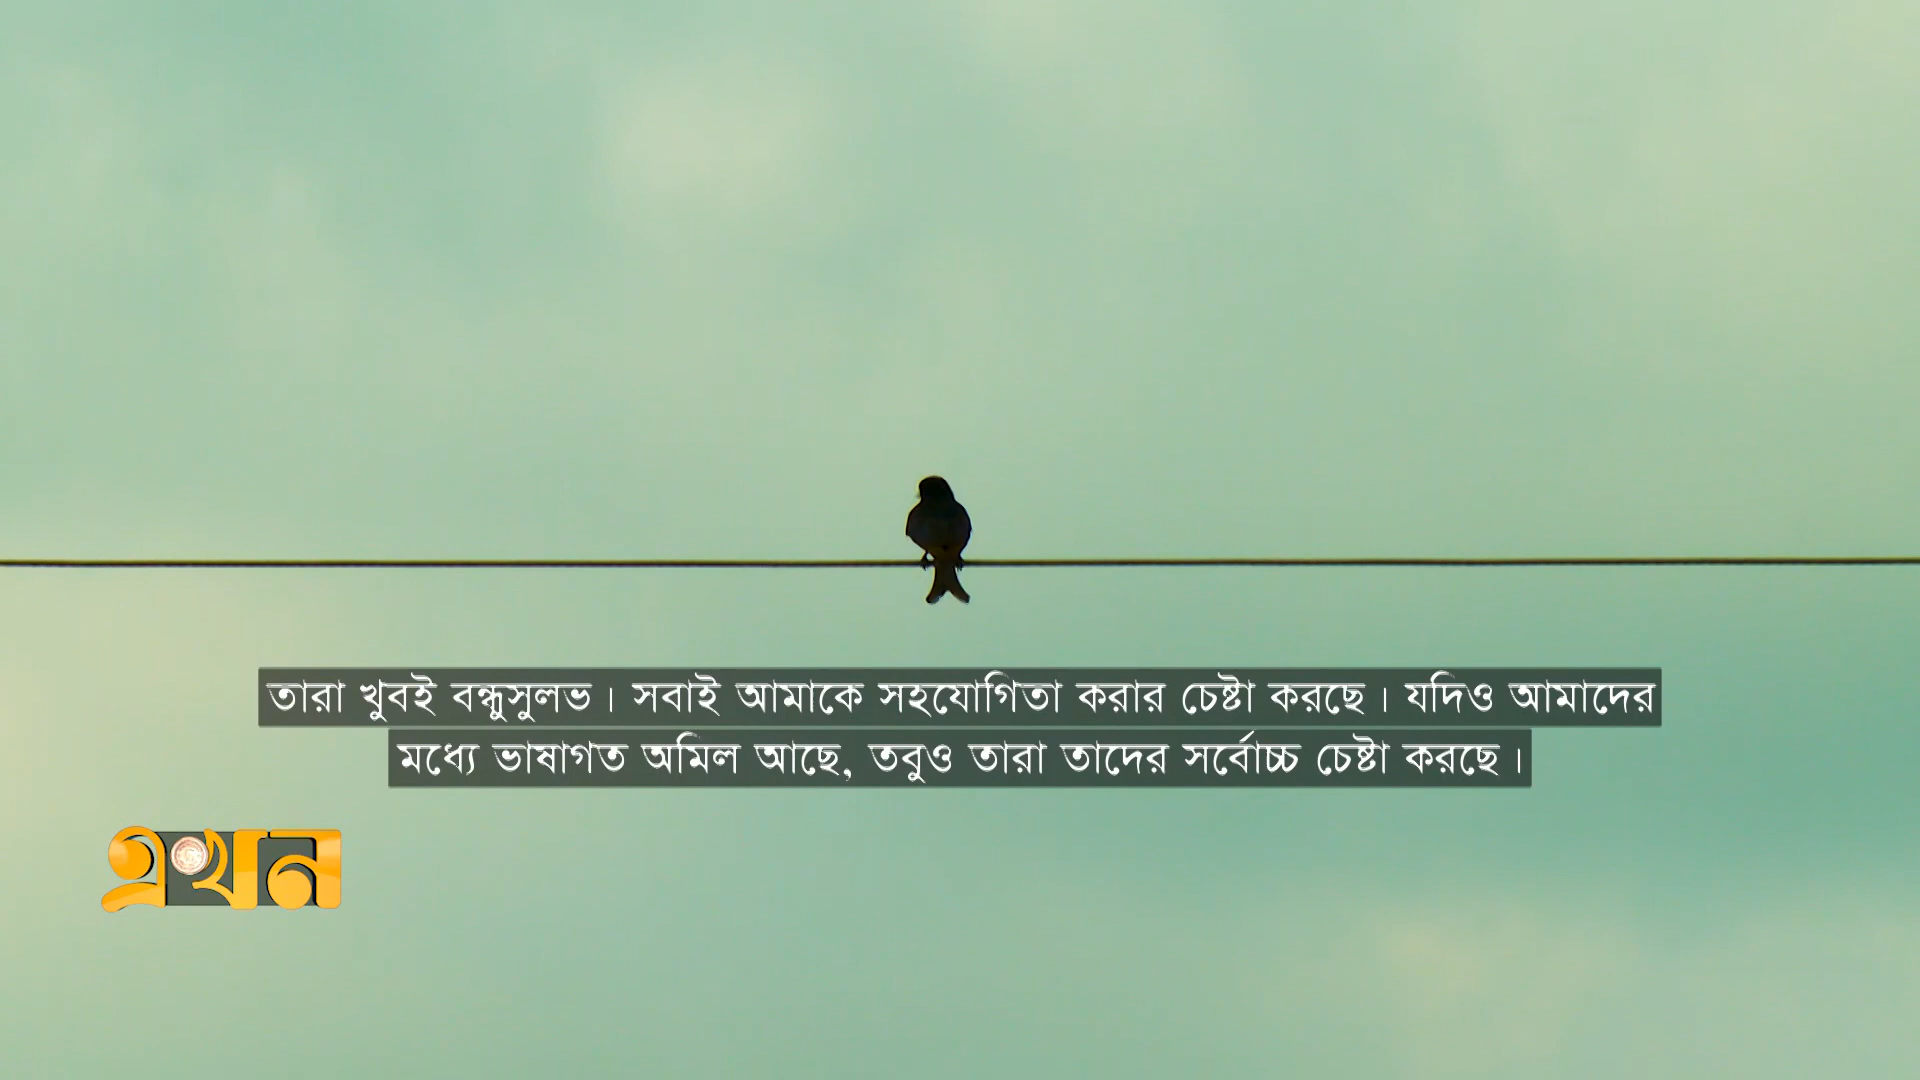 তারা খুবই বন্ধুসুলভ। সবাই আমাকে সহযোগিতা করার চেষ্টা করছে। যদিও আমাদের
মধ্যে ভাষাগত অমিল আছে, তবুও তারা তাদের সর্বোচ্চ চেষ্টা করছে।
এখন